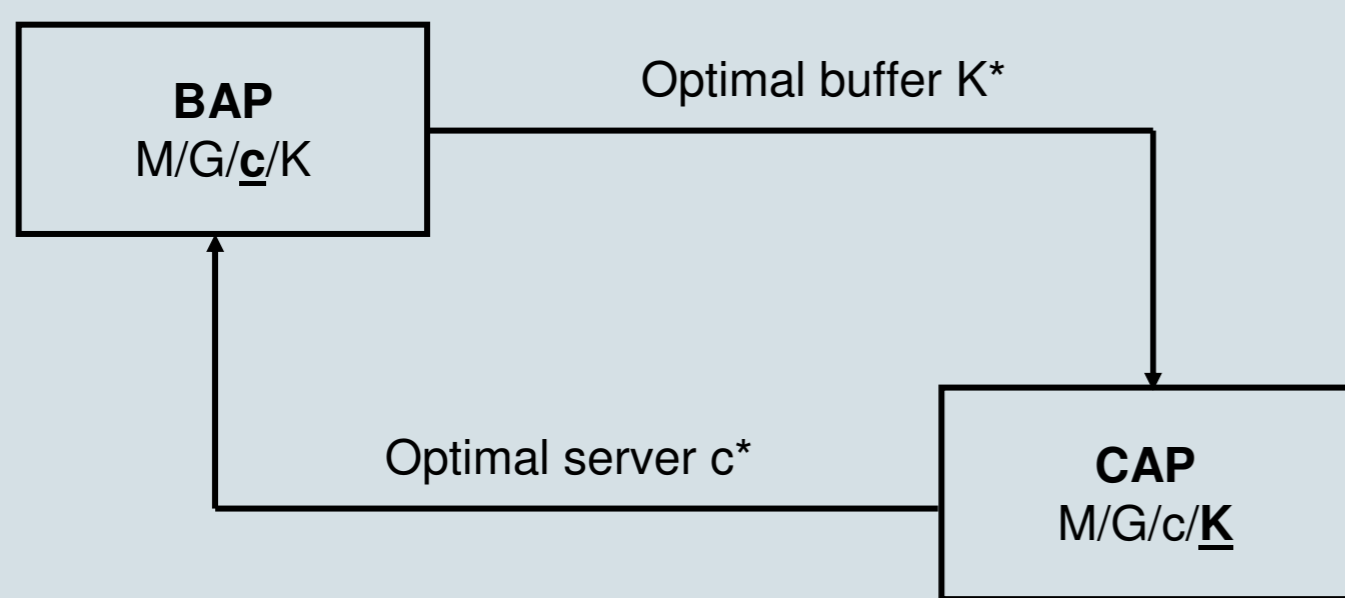 BAP
M/G/c/K
Optimal buffer K*
Optimal server c*
CAP
M/G/c/K